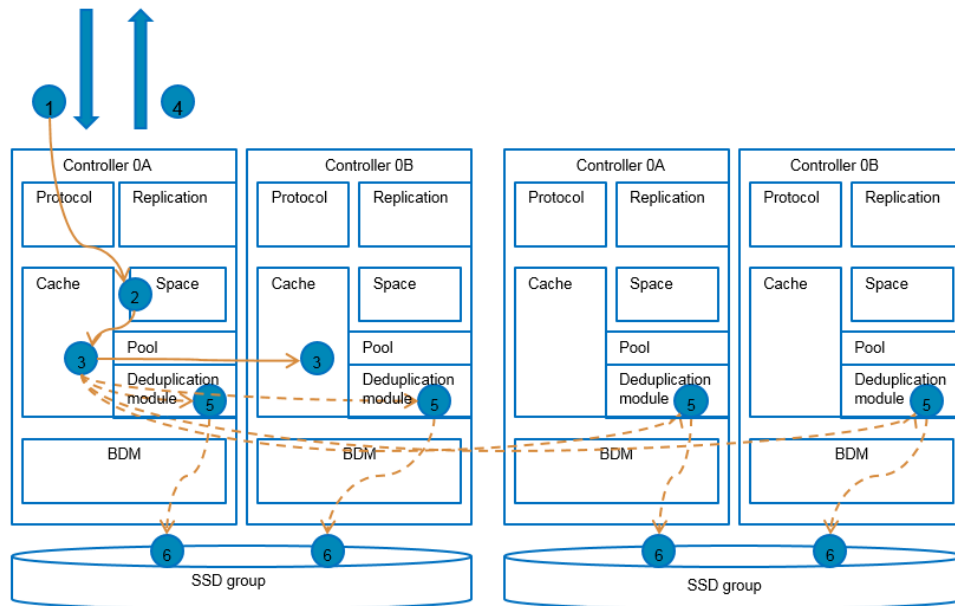 1
4
Controller 0A
Controller 0B
Controller 0A
Controller 0B
Protocol
Replication
Protocol
Replication
Protocol
Replication
Protocol
Replication
Cache
2
Space
Cache
Space
Cache
Space
Cache
Space
3
Pool
3
Pool
Pool
Pool
Deduplication
module
5
Deduplication
module
5
Deduplication
module
5
Deduplication
module
5
BDM
BDM
BDM
BDM
6
6
6
6
SSD group
SSD group